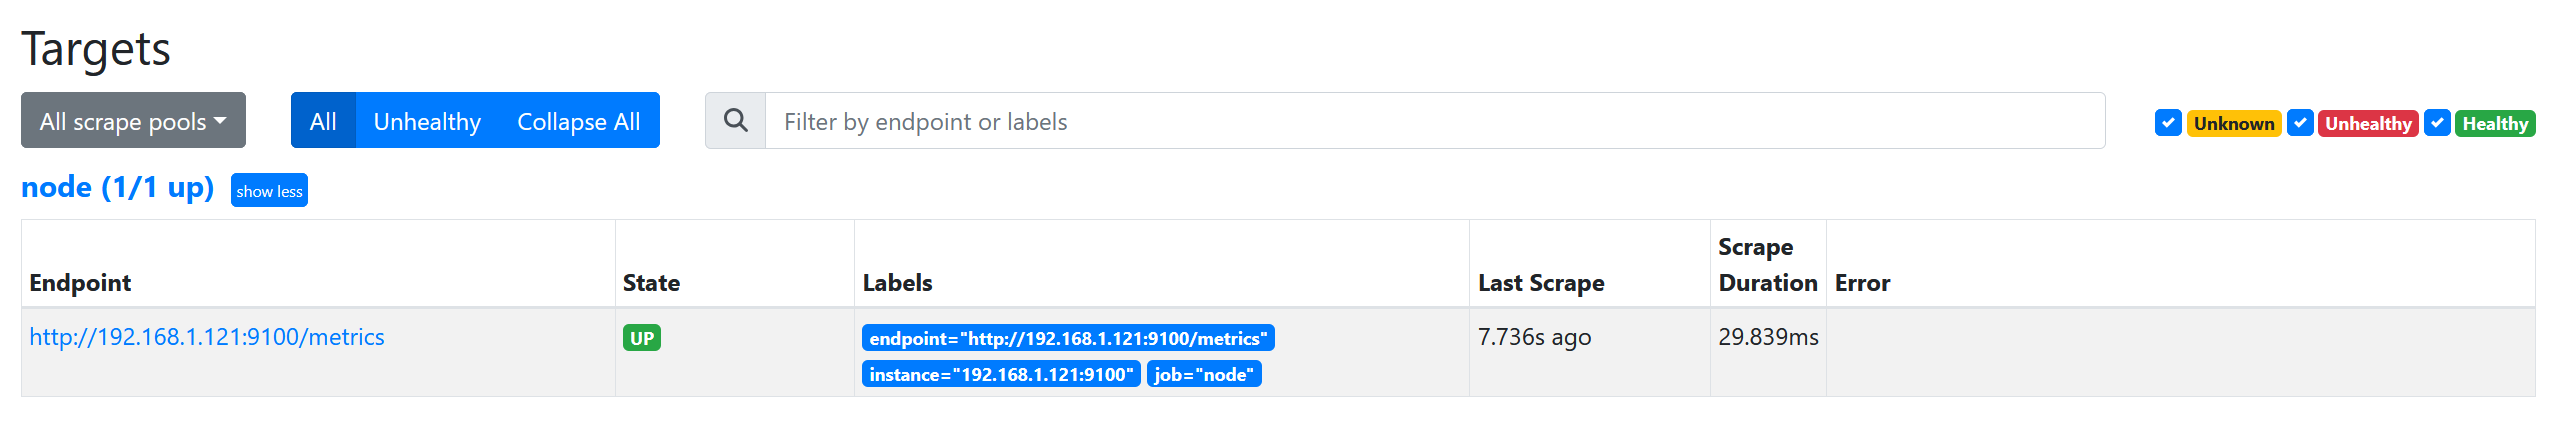 Targets
All scrape pools
All Unhealthy Collapse All
Filter by endpoint or labels
Unknown Unhealthy Healthy
node (1/1 up) show less
Endpoint State Labels Last Scrape Scrape Duration Error
http://192.168.1.121:9100/metrics UP endpoint="http://192.168.1.121:9100/metrics" 7.736s ago 29.839ms
instance="192.168.1.121:9100" job="node"